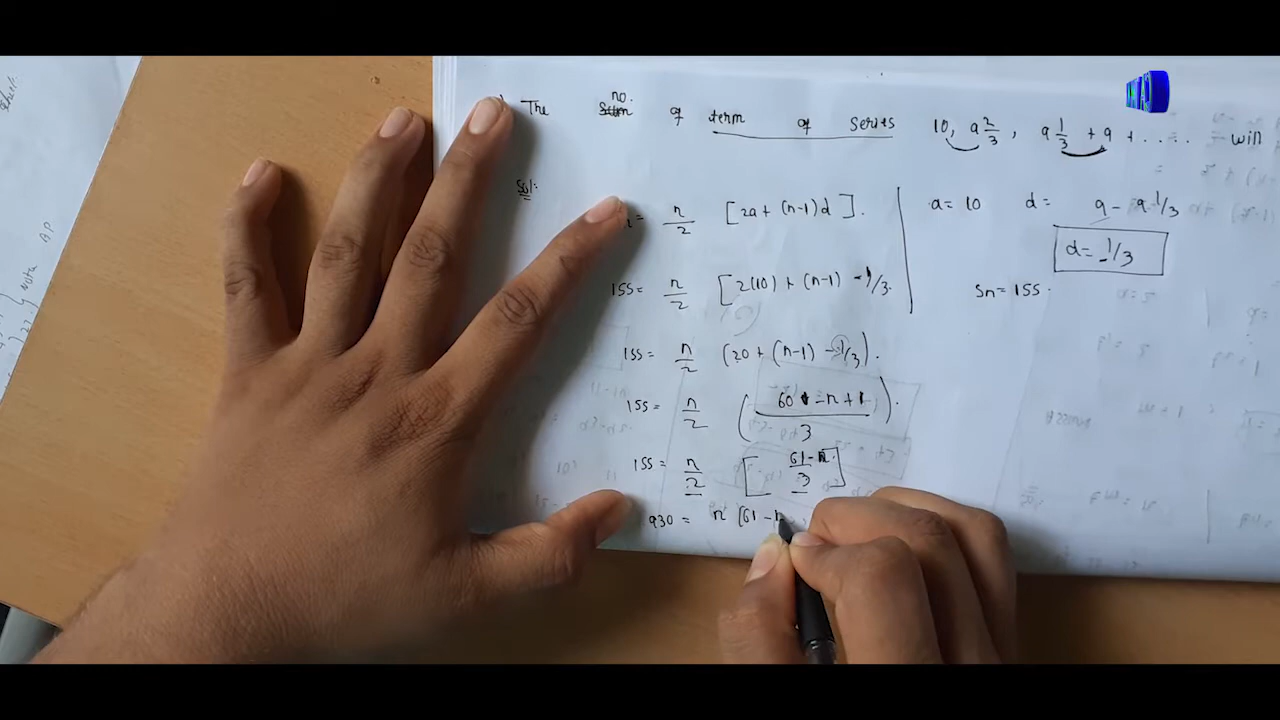 The no. of term of series 10, 9 2/3, 9 1/3 + 9 + ..... will
Sol:
= n/2 [2a + (n-1)d].
a = 10 d = 9 - 9 1/3
d = -1/3
155 = n/2 [2(10) + (n-1) -1/3.
Sn = 155.
155 = n/2 (20 + (n-1) -1/3).
155 = n/2 (60 - n + 1 / 3).
155 = n/2 [61 - n / 3]
930 = n (61 -
Nota AP